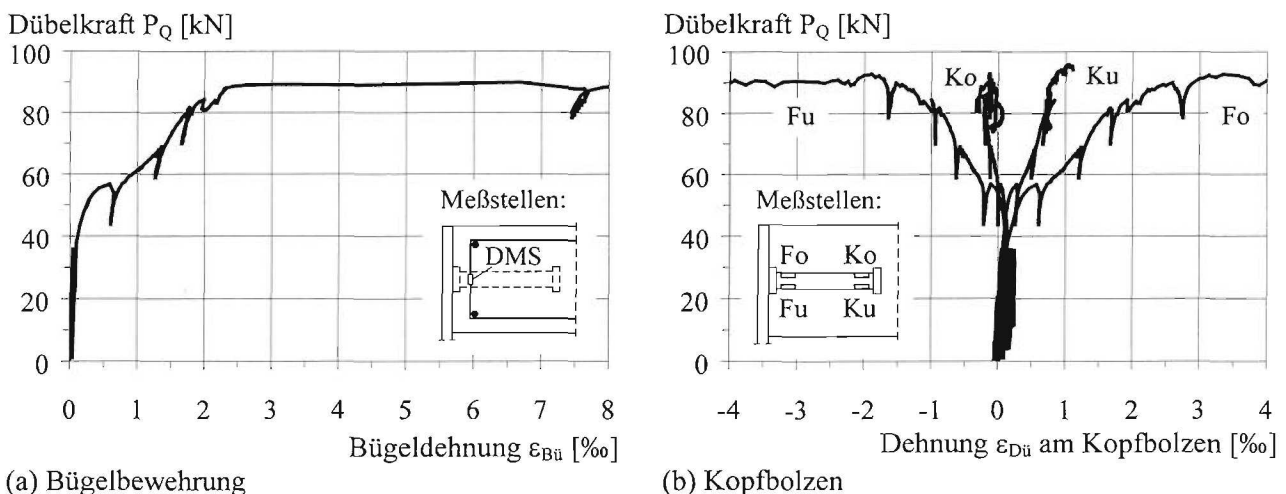 Dübelkraft P_Q [kN]
100
80
60
40
20
0
Meßstellen:
DMS
0 1 2 3 4 5 6 7 8
Bügeldehnung ε_Bü [‰]
(a) Bügelbewehrung
Dübelkraft P_Q [kN]
100
80
60
40
20
0
Ko Ku
Fu Fo
Meßstellen:
Fo Ko
Fu Ku
-4 -3 -2 -1 0 1 2 3 4
Dehnung ε_Dü am Kopfbolzen [‰]
(b) Kopfbolzen